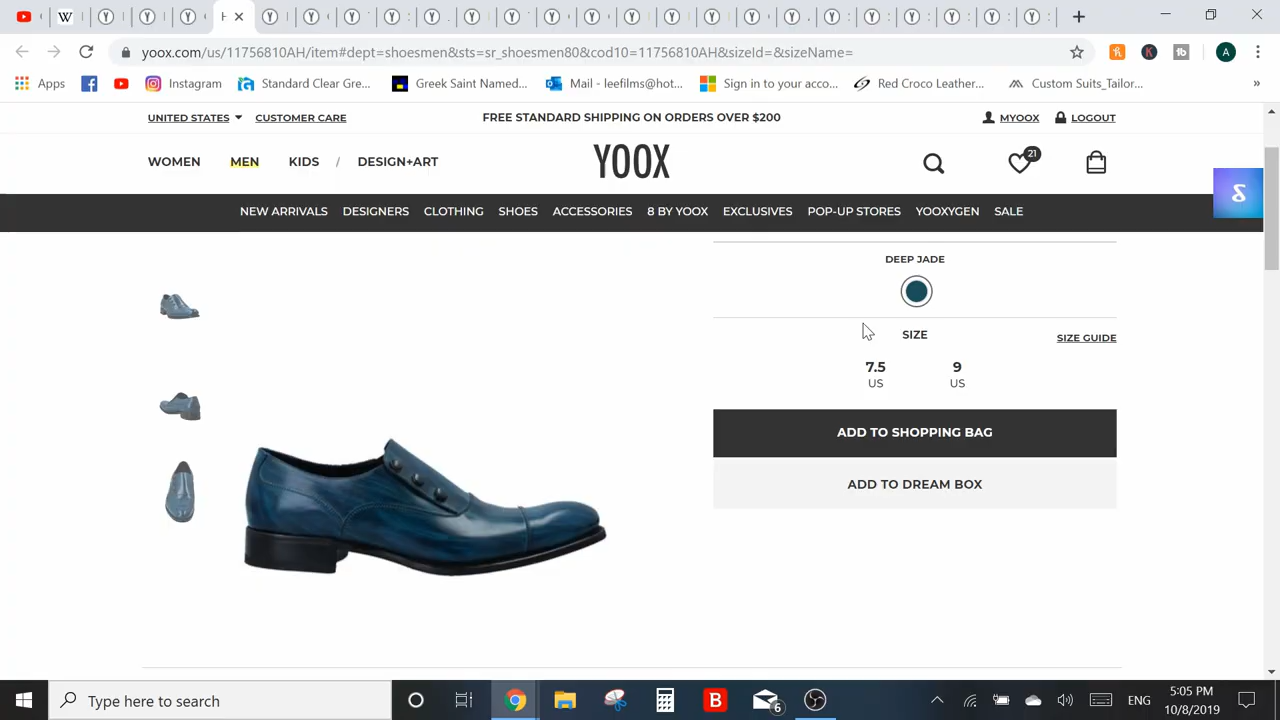 yoox.com/us/11756810AH/item#dept=shoesmen&sts=sr_shoesmen80&cod10=11756810AH&sizeId=&sizeName=
A
Apps Instagram Standard Clear Gre... Greek Saint Named... Mail - leefilms@hot... Sign in to your acco... Red Croco Leather... Custom Suits_Tailor... »
UNITED STATES CUSTOMER CARE FREE STANDARD SHIPPING ON ORDERS OVER $200 MYOOX LOGOUT
WOMEN MEN KIDS / DESIGN+ART YOOX 21
NEW ARRIVALS DESIGNERS CLOTHING SHOES ACCESSORIES 8 BY YOOX EXCLUSIVES POP-UP STORES YOOXYGEN SALE
DEEP JADE
SIZE SIZE GUIDE
7.5 9
US US
ADD TO SHOPPING BAG
ADD TO DREAM BOX
Type here to search B 6 ENG 5:05 PM
10/8/2019